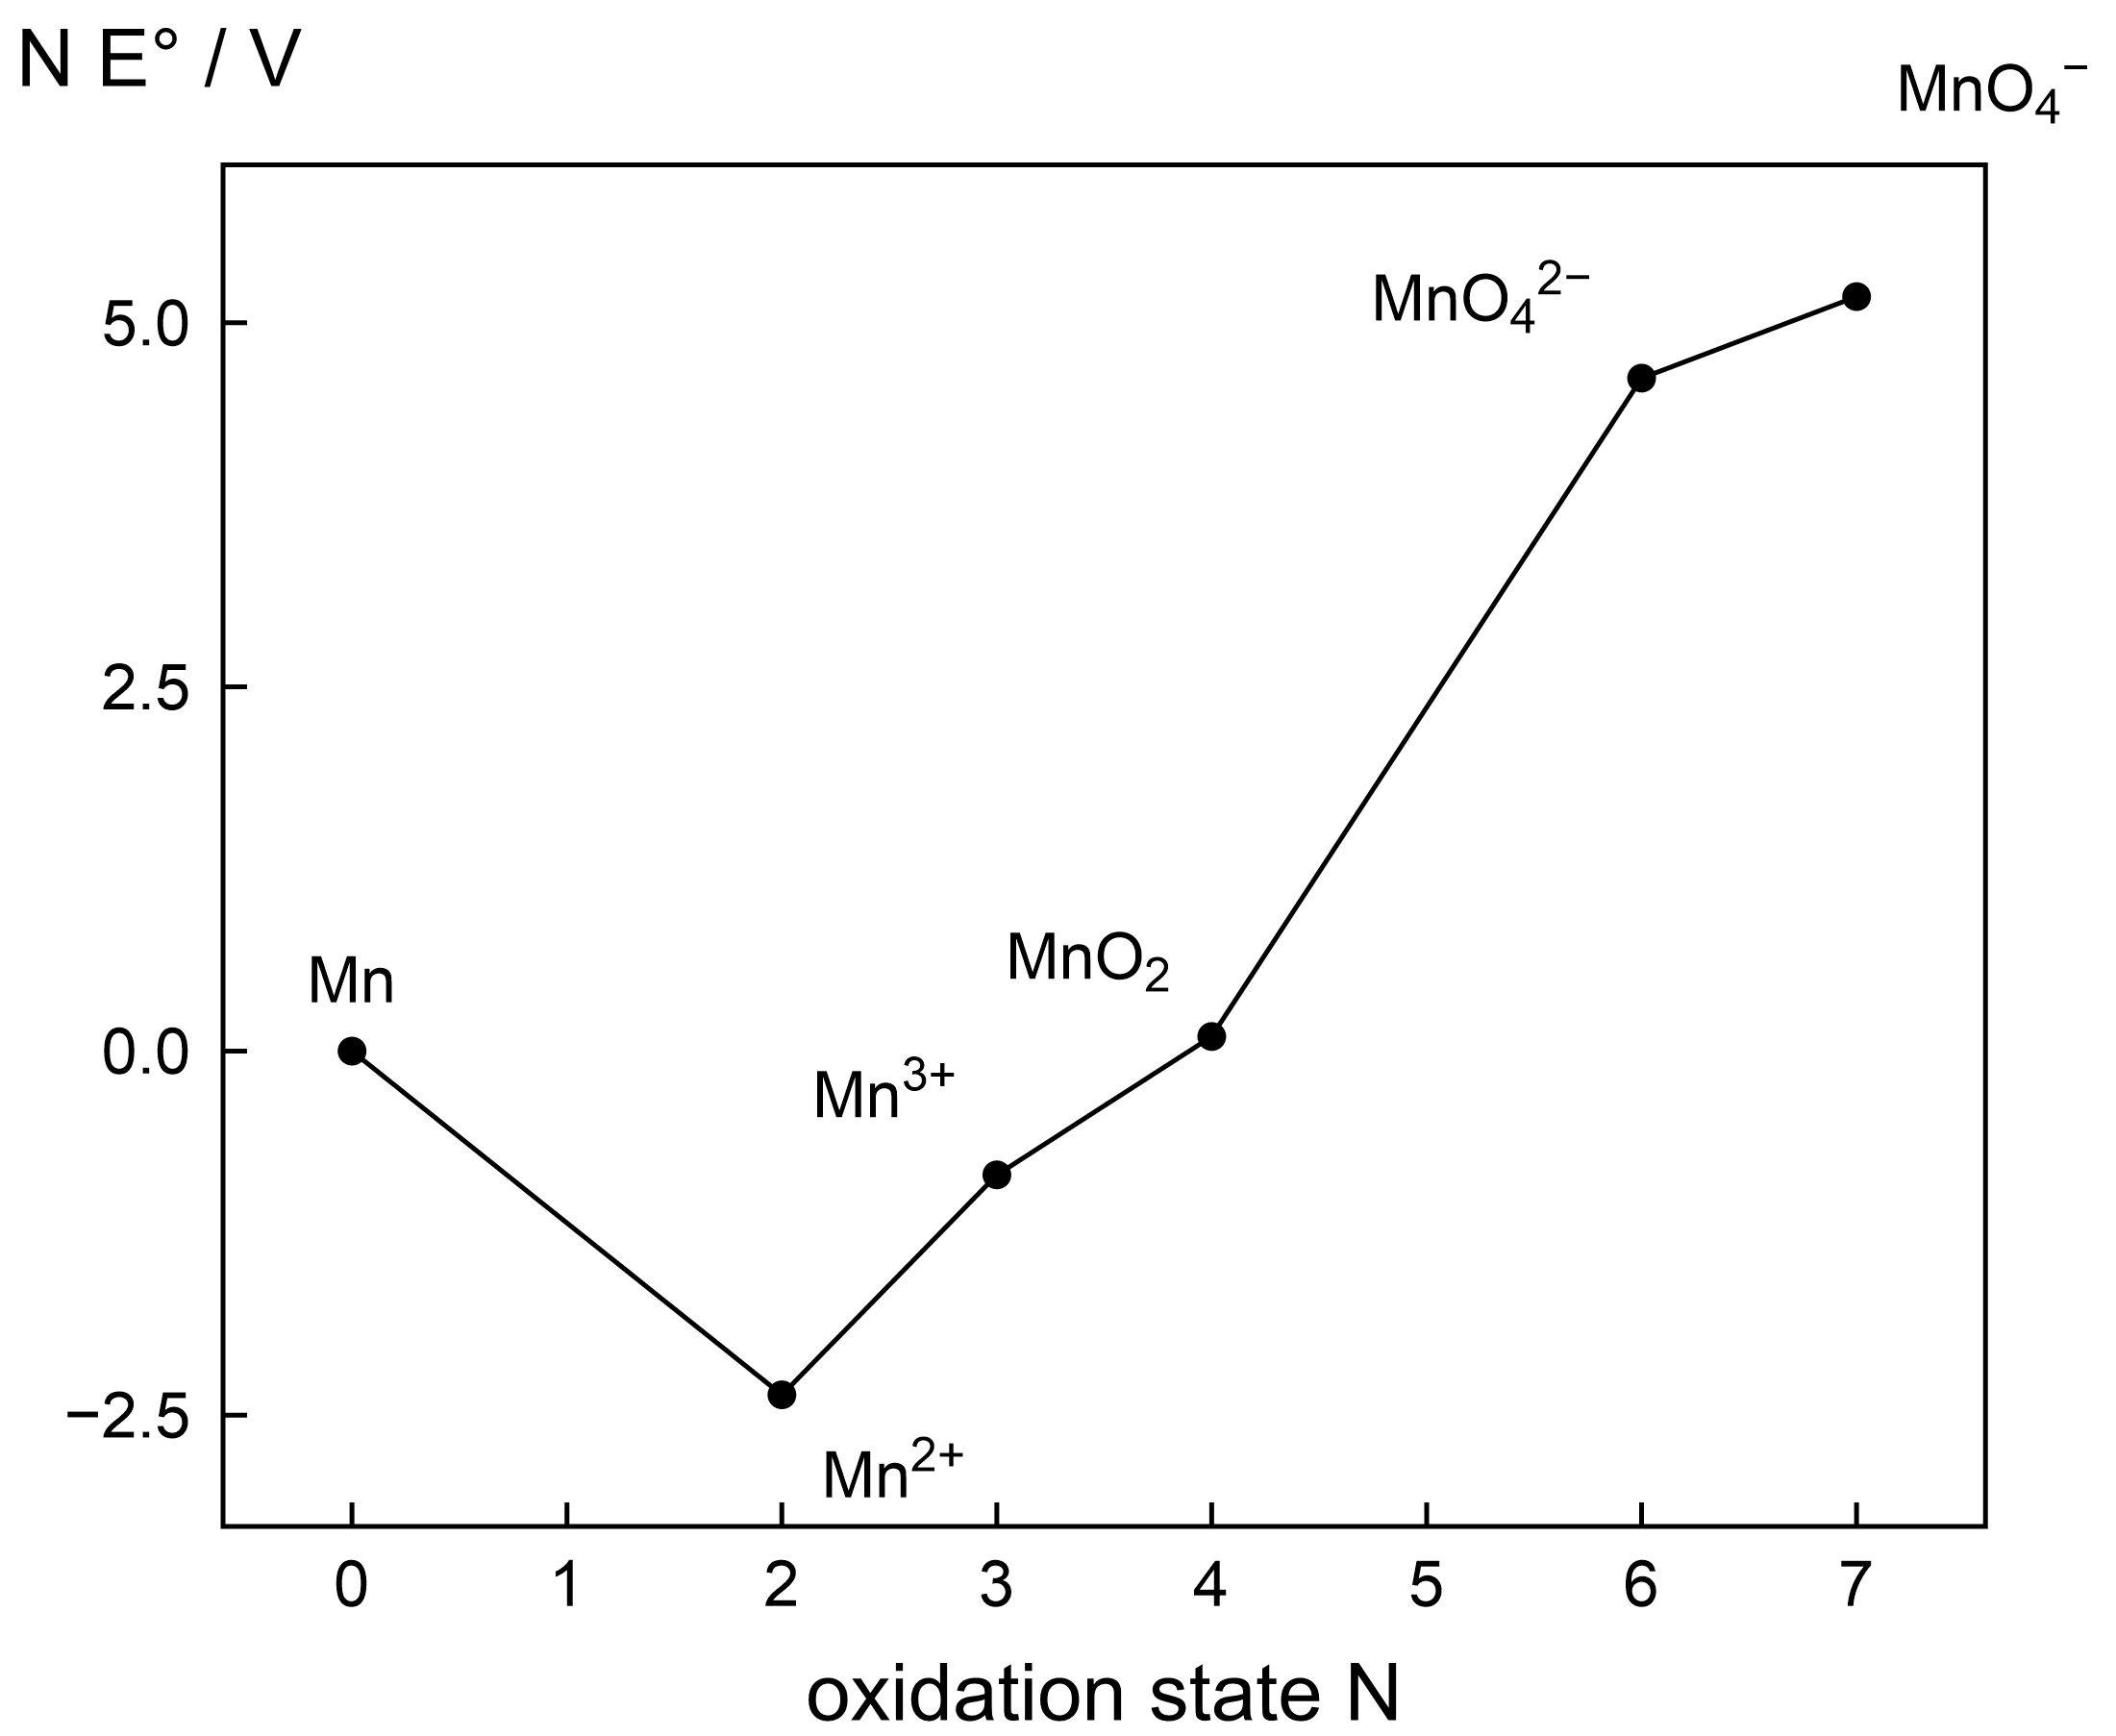 N E° / V
MnO₄⁻
MnO₄²⁻
5.0
2.5
MnO₂
Mn
0.0
Mn³⁺
−2.5
Mn²⁺
0 1 2 3 4 5 6 7
oxidation state N